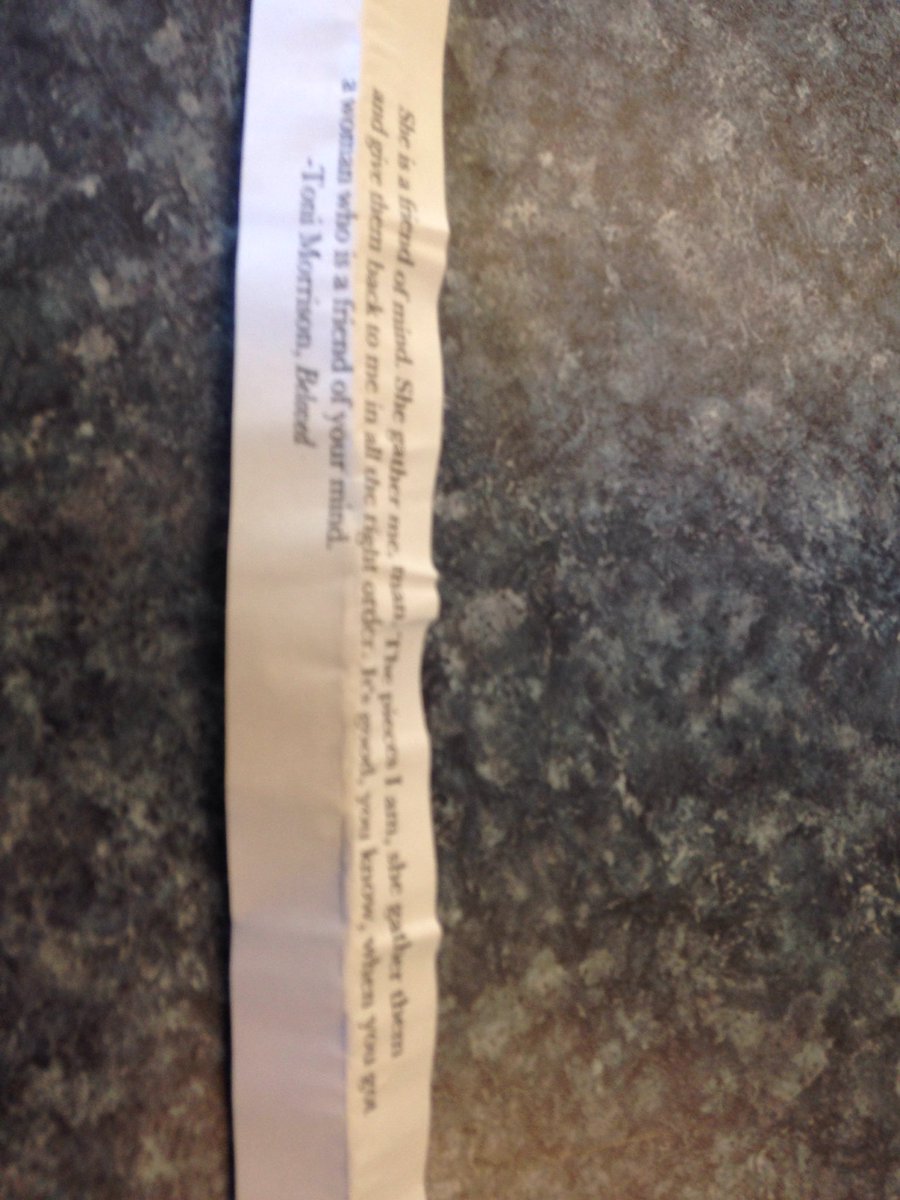 She is a friend of mind. She gather me, man. The pieces I am, she gather them
and give them back to me in all the right order. It's good, you know, when you
a woman who is a friend of your mind.
-Toni Morrison, Beloved